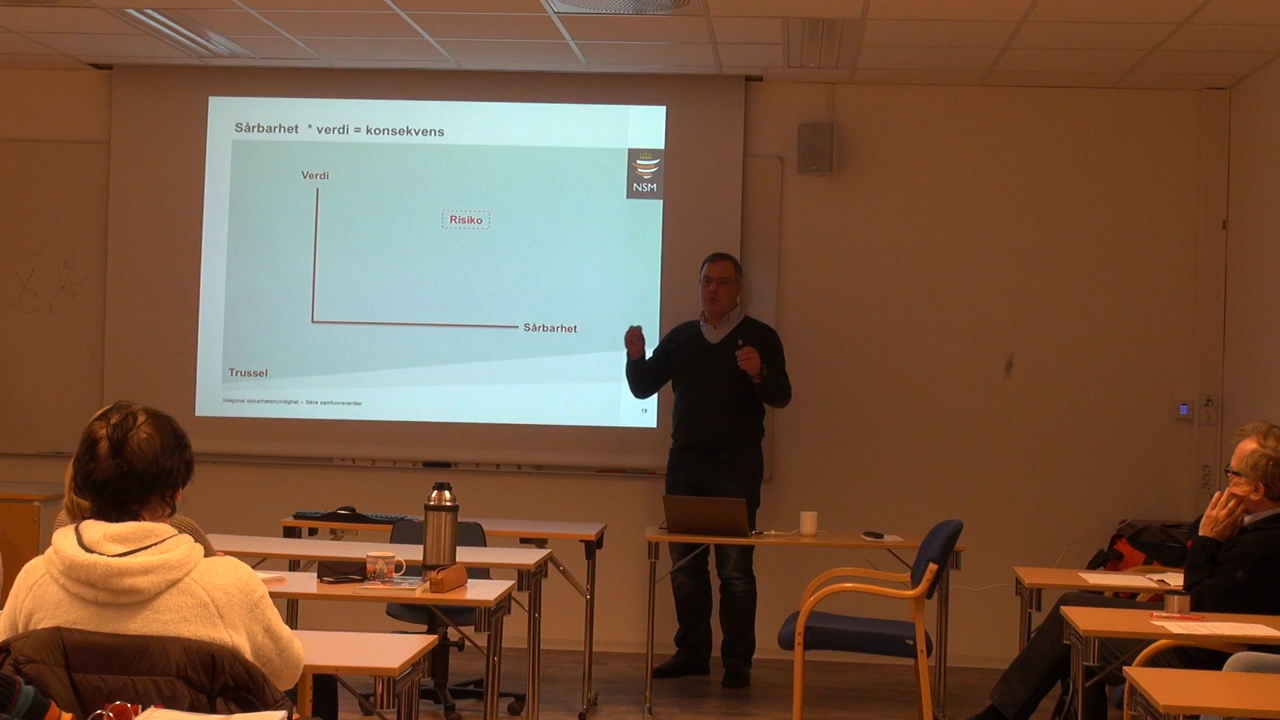 Sårbarhet * verdi = konsekvens
NSM
Verdi
Risiko
Sårbarhet
Trussel
Nasjonal sikkerhetsmyndighet – Sikre samfunnsverdier
19